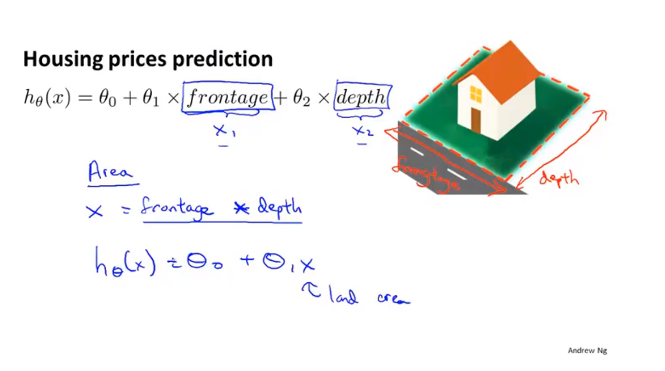 Housing prices prediction
hθ(x) = θ0 + θ1 × frontage + θ2 × depth
x1 x2
Area
x = frontage * depth
hθ(x) = θ0 + θ1 x
land area
frontage
depth
Andrew Ng